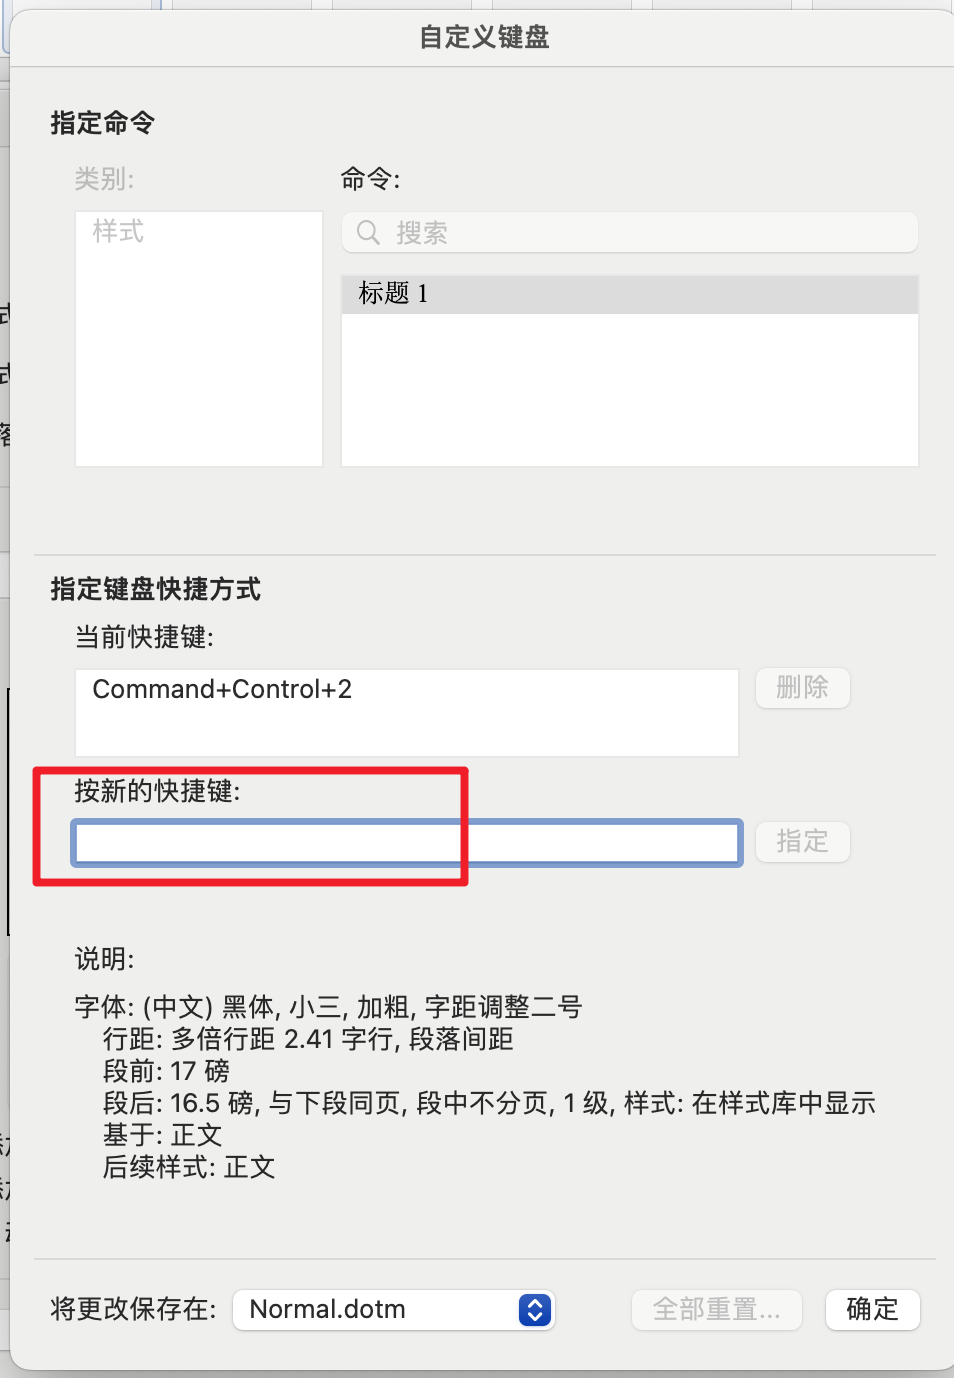 自定义键盘
指定命令
类别:
命令:
样式
搜索
标题 1
指定键盘快捷方式
当前快捷键:
Command+Control+2
删除
按新的快捷键:
指定
说明:
字体: (中文) 黑体, 小三, 加粗, 字距调整二号
行距: 多倍行距 2.41 字行, 段落间距
段前: 17 磅
段后: 16.5 磅, 与下段同页, 段中不分页, 1 级, 样式: 在样式库中显示
基于: 正文
后续样式: 正文
将更改保存在:
Normal.dotm
全部重置...
确定